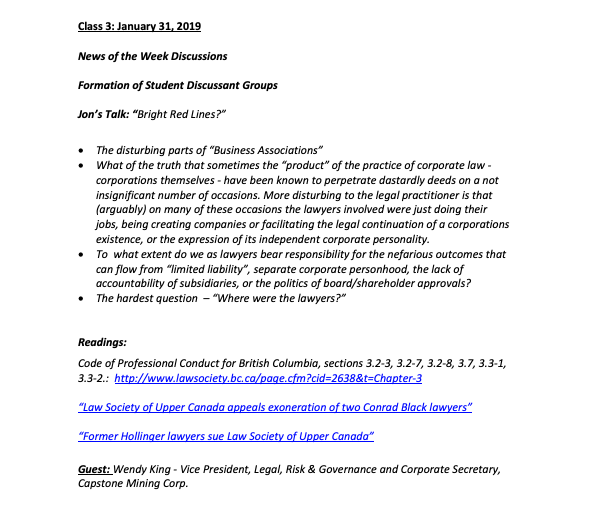 Class 3: January 31, 2019
News of the Week Discussions
Formation of Student Discussant Groups
Jon's Talk: "Bright Red Lines?"
• The disturbing parts of "Business Associations"
• What of the truth that sometimes the "product" of the practice of corporate law -
corporations themselves - have been known to perpetrate dastardly deeds on a not
insignificant number of occasions. More disturbing to the legal practitioner is that
(arguably) on many of these occasions the lawyers involved were just doing their
jobs, being creating companies or facilitating the legal continuation of a corporations
existence, or the expression of its independent corporate personality.
• To what extent do we as lawyers bear responsibility for the nefarious outcomes that
can flow from "limited liability", separate corporate personhood, the lack of
accountability of subsidiaries, or the politics of board/shareholder approvals?
• The hardest question – "Where were the lawyers?"
Readings:
Code of Professional Conduct for British Columbia, sections 3.2-3, 3.2-7, 3.2-8, 3.7, 3.3-1,
3.3-2.: http://www.lawsociety.bc.ca/page.cfm?cid=2638&t=Chapter-3
"Law Society of Upper Canada appeals exoneration of two Conrad Black lawyers"
"Former Hollinger lawyers sue Law Society of Upper Canada"
Guest: Wendy King - Vice President, Legal, Risk & Governance and Corporate Secretary,
Capstone Mining Corp.